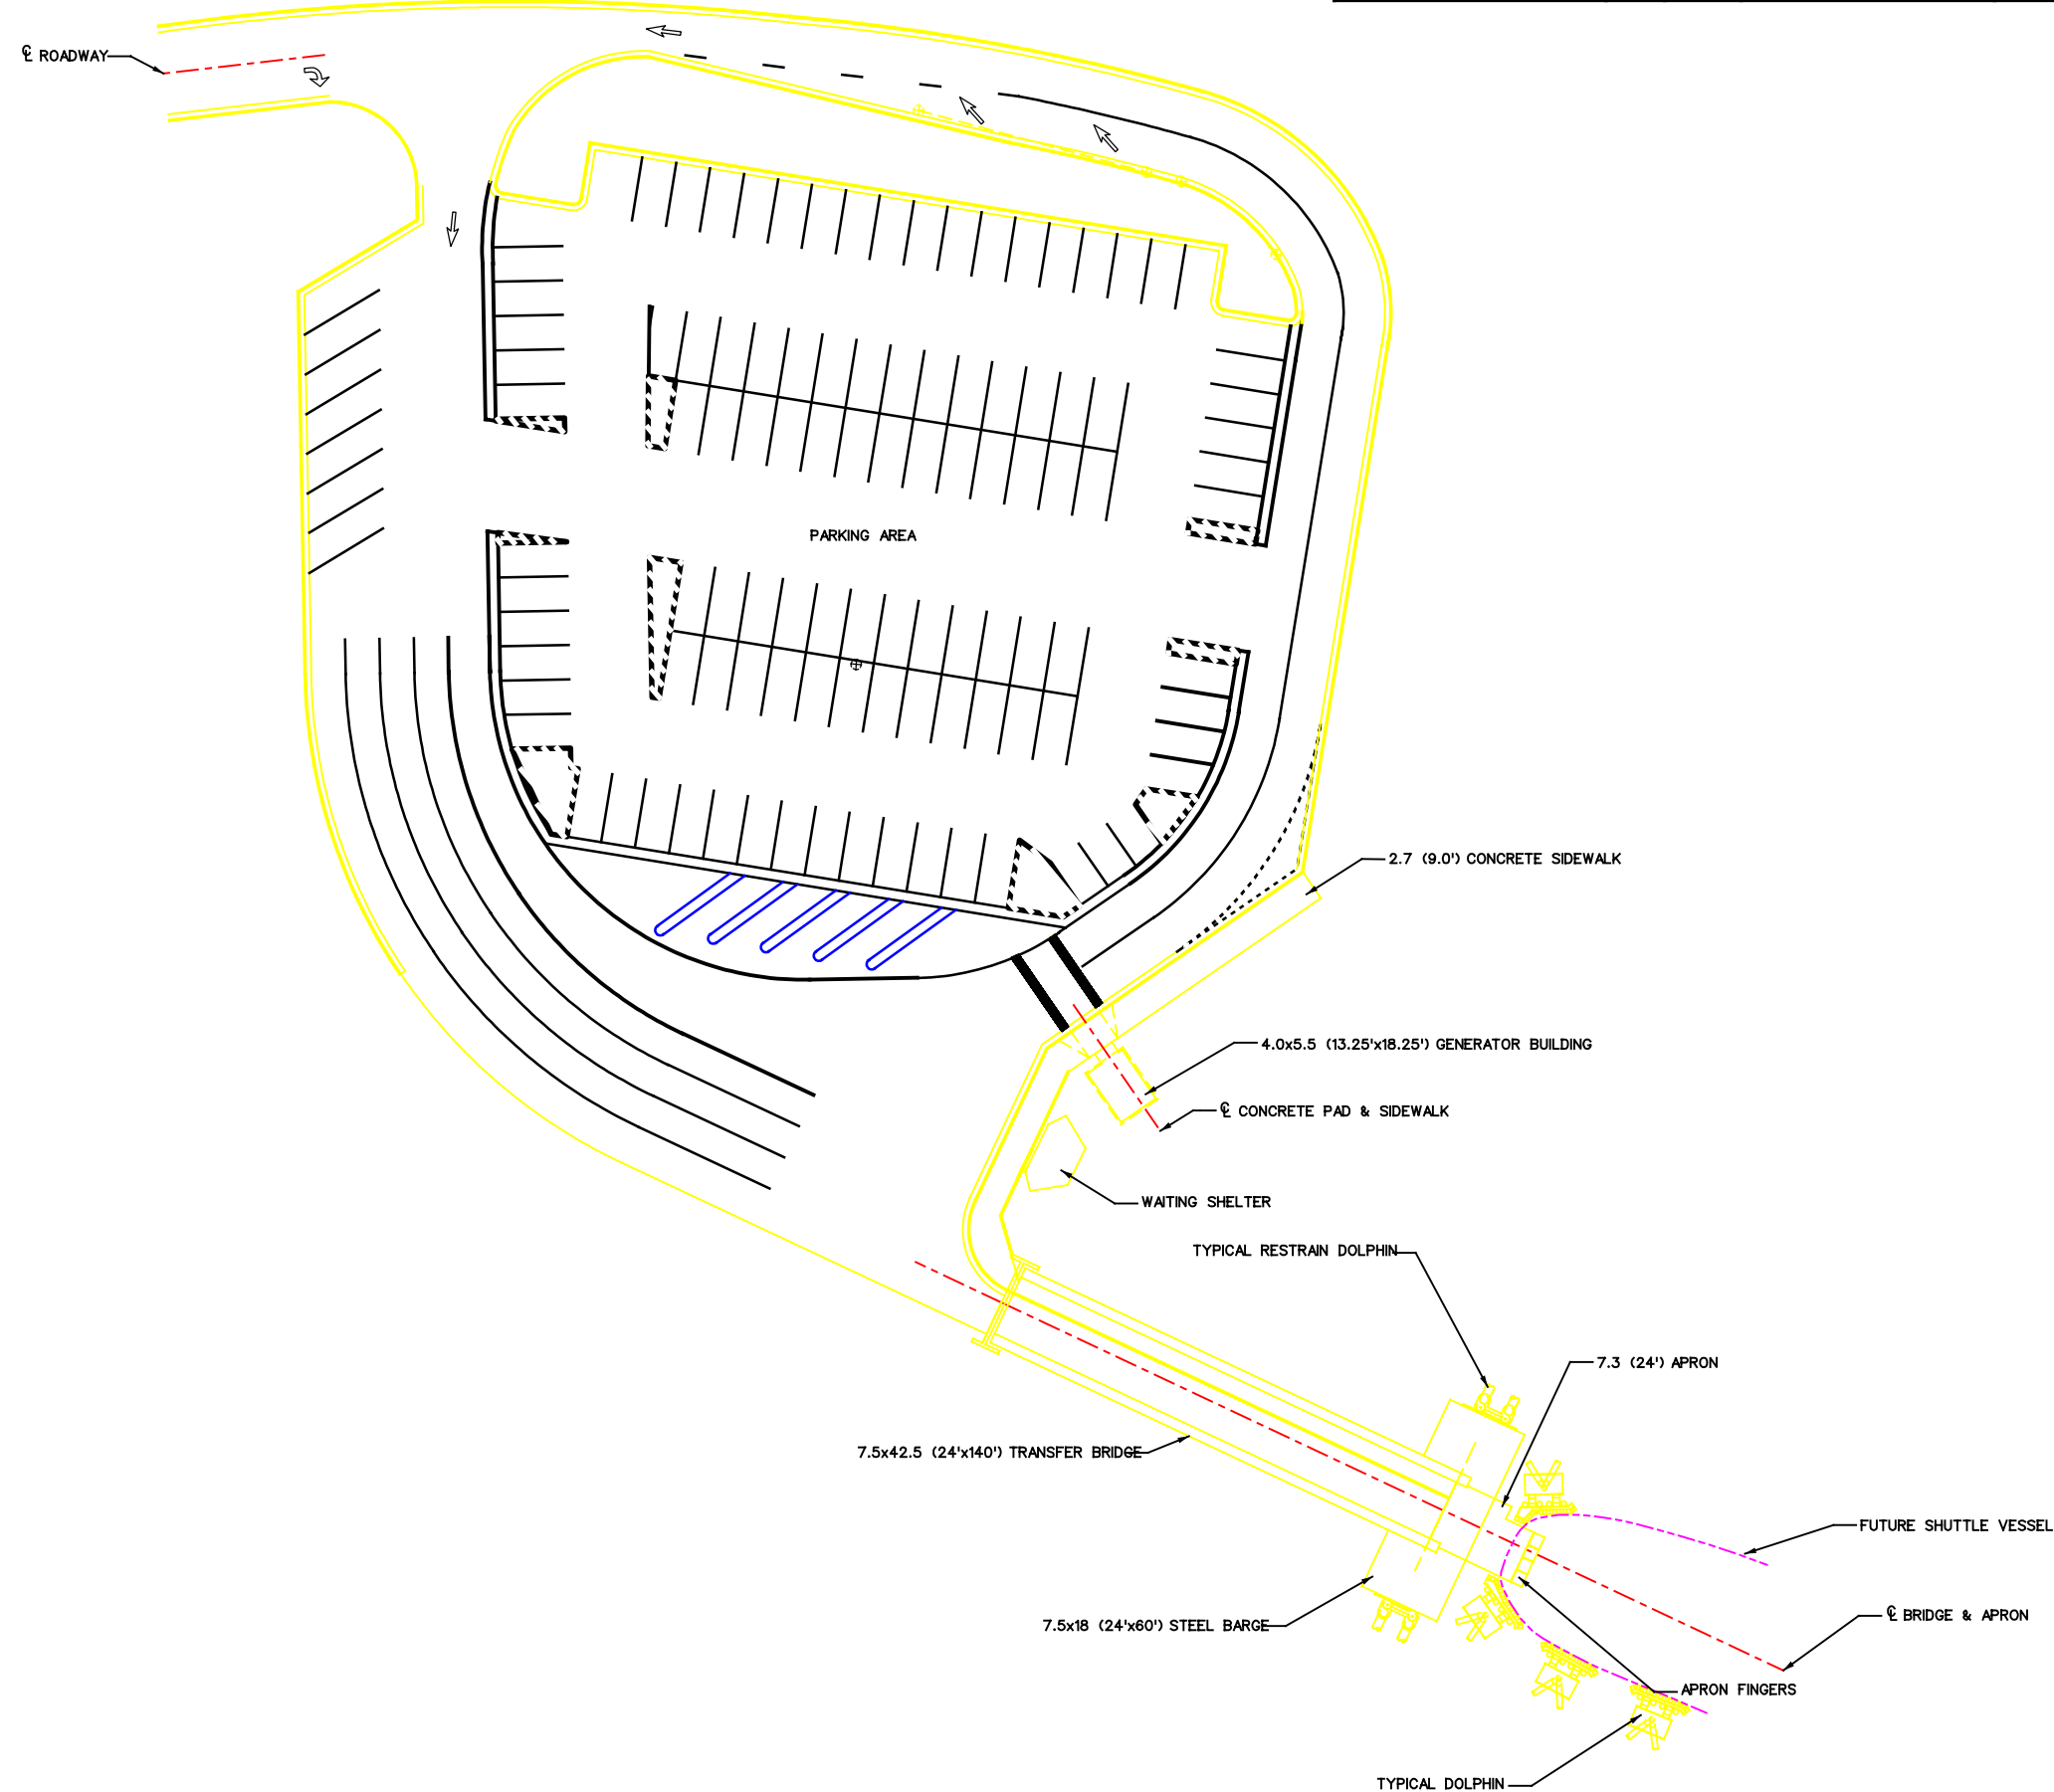 ℄ ROADWAY
PARKING AREA
2.7 (9.0') CONCRETE SIDEWALK
4.0x5.5 (13.25'x18.25') GENERATOR BUILDING
℄ CONCRETE PAD & SIDEWALK
WAITING SHELTER
TYPICAL RESTRAIN DOLPHIN
7.3 (24') APRON
7.5x42.5 (24'x140') TRANSFER BRIDGE
FUTURE SHUTTLE VESSEL
7.5x18 (24'x60') STEEL BARGE
℄ BRIDGE & APRON
APRON FINGERS
TYPICAL DOLPHIN